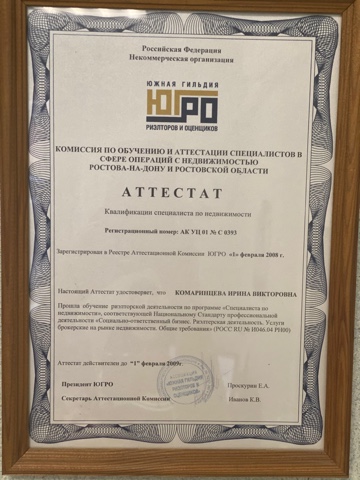 Российская Федерация
Некоммерческая организация
ЮЖНАЯ ГИЛЬДИЯ
ЮГРО
РИЭЛТОРОВ И ОЦЕНЩИКОВ
КОМИССИЯ ПО ОБУЧЕНИЮ И АТТЕСТАЦИИ СПЕЦИАЛИСТОВ В
СФЕРЕ ОПЕРАЦИЙ С НЕДВИЖИМОСТЬЮ
РОСТОВА-НА-ДОНУ И РОСТОВСКОЙ ОБЛАСТИ
АТТЕСТАТ
Квалификации специалиста по недвижимости
Регистрационный номер: АК УЦ 01 № С 0393
Зарегистрирован в Реестре Аттестационной Комиссии ЮГРО «1» февраля 2008 г.
Настоящий Аттестат удостоверяет, что КОМАРИНЦЕВА ИРИНА ВИКТОРОВНА
Прошла обучение риэторской деятельности по программе «Специалиста по
недвижимости», соответствующей Национальному Стандарту профессиональной
деятельности «Социально-ответственный бизнес. Риэлторская деятельность. Услуги
брокерские на рынке недвижимости. Общие требования» (РОСС RU № И046.04 РН00)
Аттестат действителен до "1" февраля 2009г.
Президент ЮГРО Проскурин Е.А.
Секретарь Аттестационной Комиссии Иванов К.В.